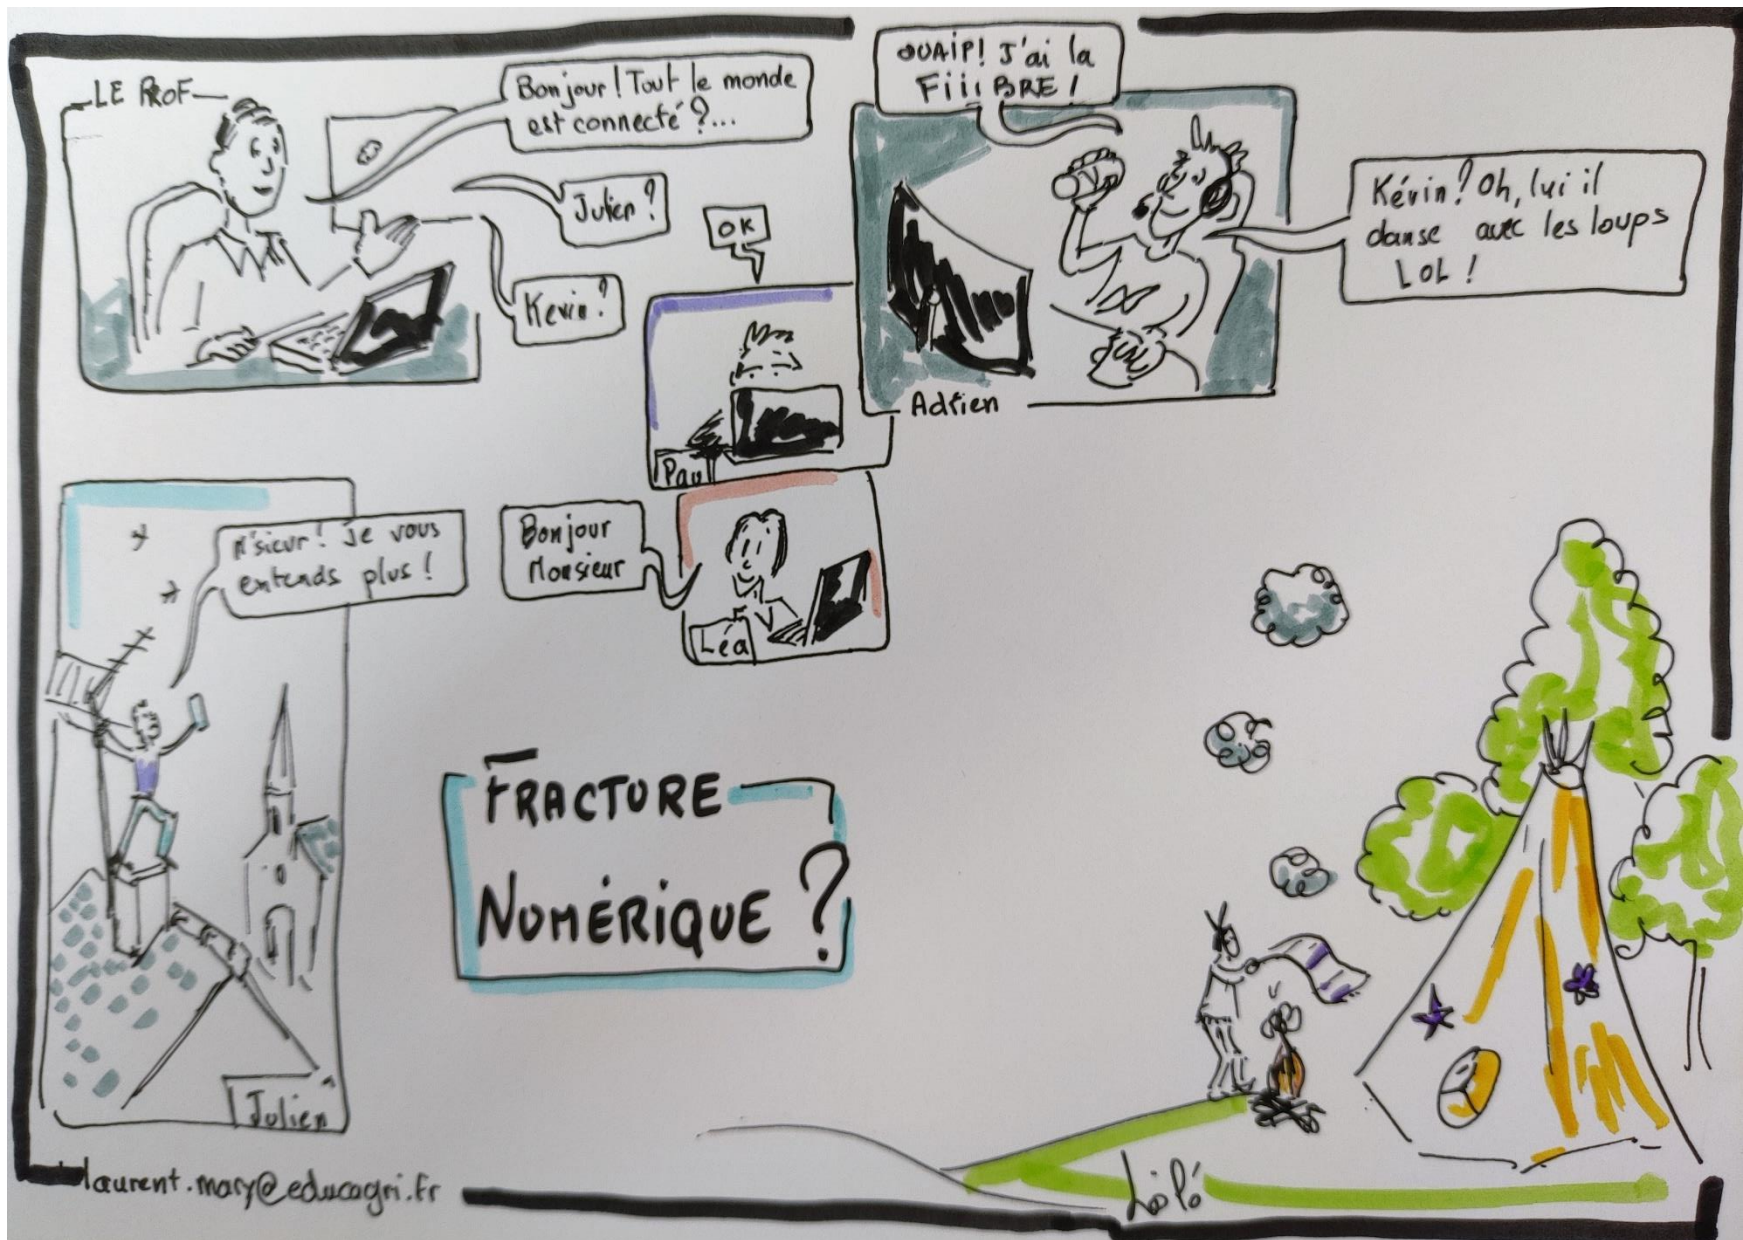 LE PROF
Bonjour! Tout le monde
est connecté?...
Julien?
Kévin?
OK
OUAIP! J'ai la
FiiiBRE!
Kévin? Oh, lui il
danse avec les loups
LOL!
Adrien
Paul
Bonjour
Monsieur
Léa
M'sieur! Je vous
entends plus!
Julien
FRACTURE
NUMÉRIQUE?
laurent.mary@educagri.fr
Lolo